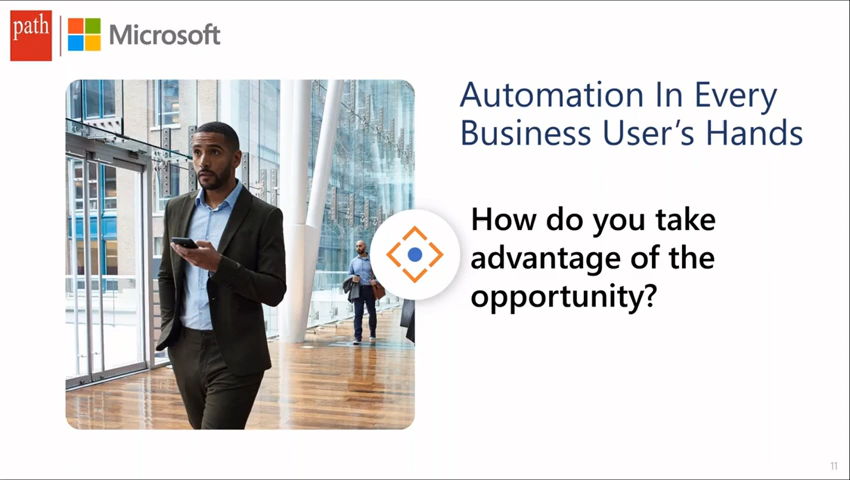 path
Microsoft
Automation In Every
Business User's Hands
How do you take
advantage of the
opportunity?
11